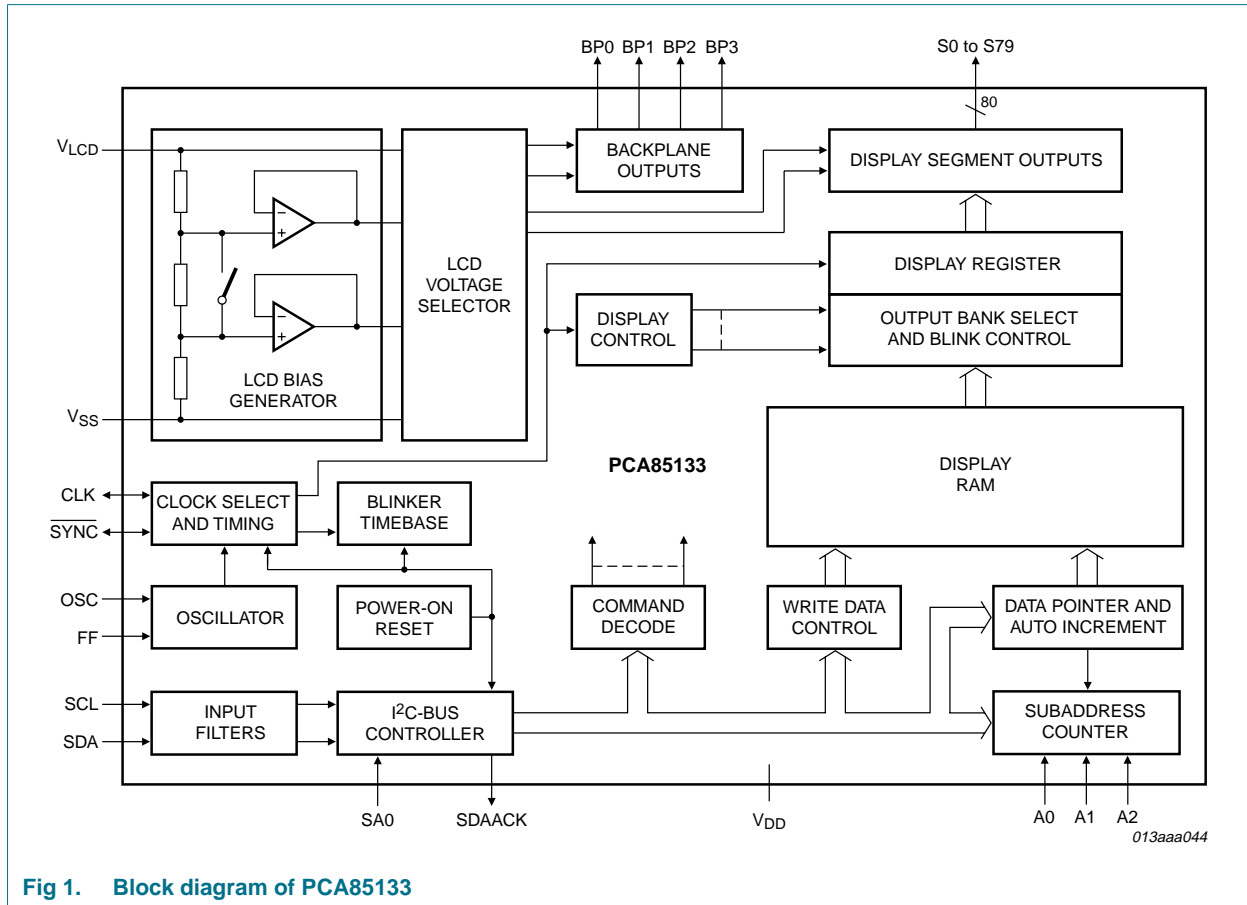 BP0 BP1 BP2 BP3
S0 to S79
80
VLCD
BACKPLANE
OUTPUTS
DISPLAY SEGMENT OUTPUTS
LCD
VOLTAGE
SELECTOR
DISPLAY REGISTER
DISPLAY
CONTROL
OUTPUT BANK SELECT
AND BLINK CONTROL
LCD BIAS
GENERATOR
VSS
PCA85133
DISPLAY
RAM
CLK
SYNC
CLOCK SELECT
AND TIMING
BLINKER
TIMEBASE
OSC
FF
OSCILLATOR
POWER-ON
RESET
COMMAND
DECODE
WRITE DATA
CONTROL
DATA POINTER AND
AUTO INCREMENT
SCL
SDA
INPUT
FILTERS
I2C-BUS
CONTROLLER
SUBADDRESS
COUNTER
SA0
SDAACK
VDD
A0 A1 A2
013aaa044
Fig 1. Block diagram of PCA85133